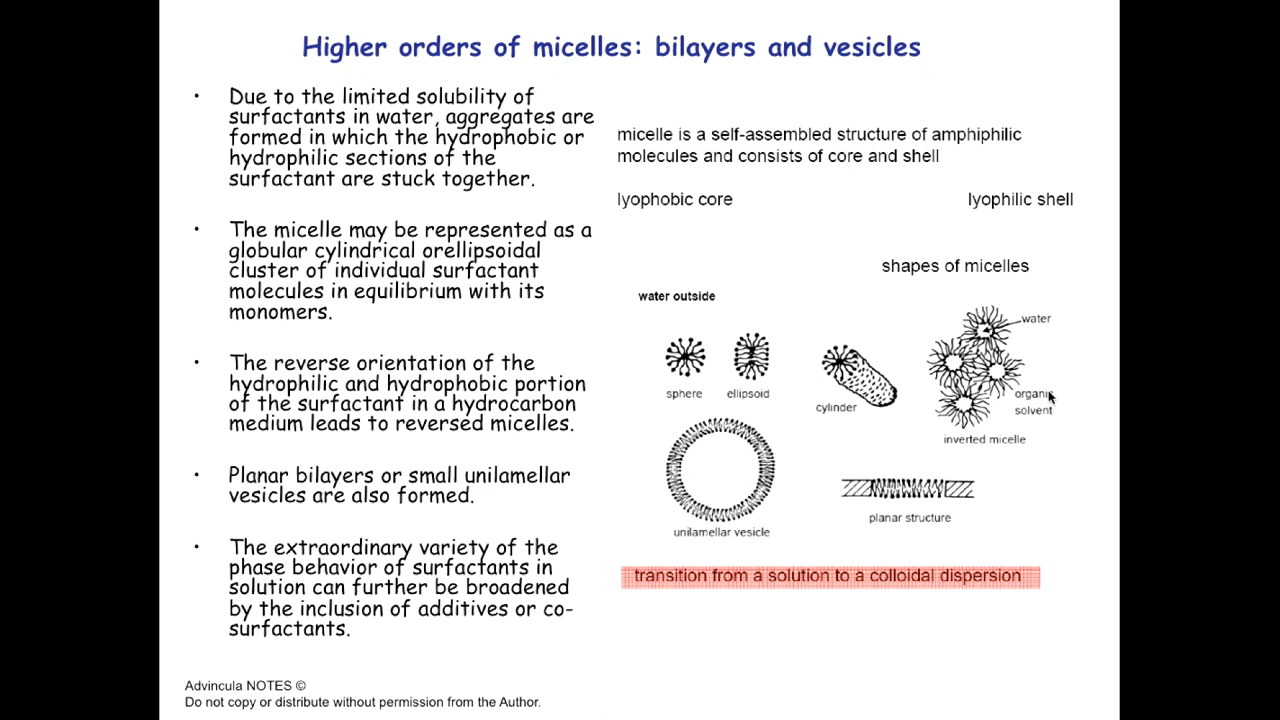 Higher orders of micelles: bilayers and vesicles
• Due to the limited solubility of
surfactants in water, aggregates are
formed in which the hydrophobic or
hydrophilic sections of the
surfactant are stuck together.
• The micelle may be represented as a
globular cylindrical orellipsoidal
cluster of individual surfactant
molecules in equilibrium with its
monomers.
• The reverse orientation of the
hydrophilic and hydrophobic portion
of the surfactant in a hydrocarbon
medium leads to reversed micelles.
• Planar bilayers or small unilamellar
vesicles are also formed.
• The extraordinary variety of the
phase behavior of surfactants in
solution can further be broadened
by the inclusion of additives or co-
surfactants.
micelle is a self-assembled structure of amphiphilic
molecules and consists of core and shell
lyophobic core
lyophilic shell
shapes of micelles
water outside
water
sphere
ellipsoid
cylinder
organic
solvent
inverted micelle
unilamellar vesicle
planar structure
transition from a solution to a colloidal dispersion
Advincula NOTES ©
Do not copy or distribute without permission from the Author.